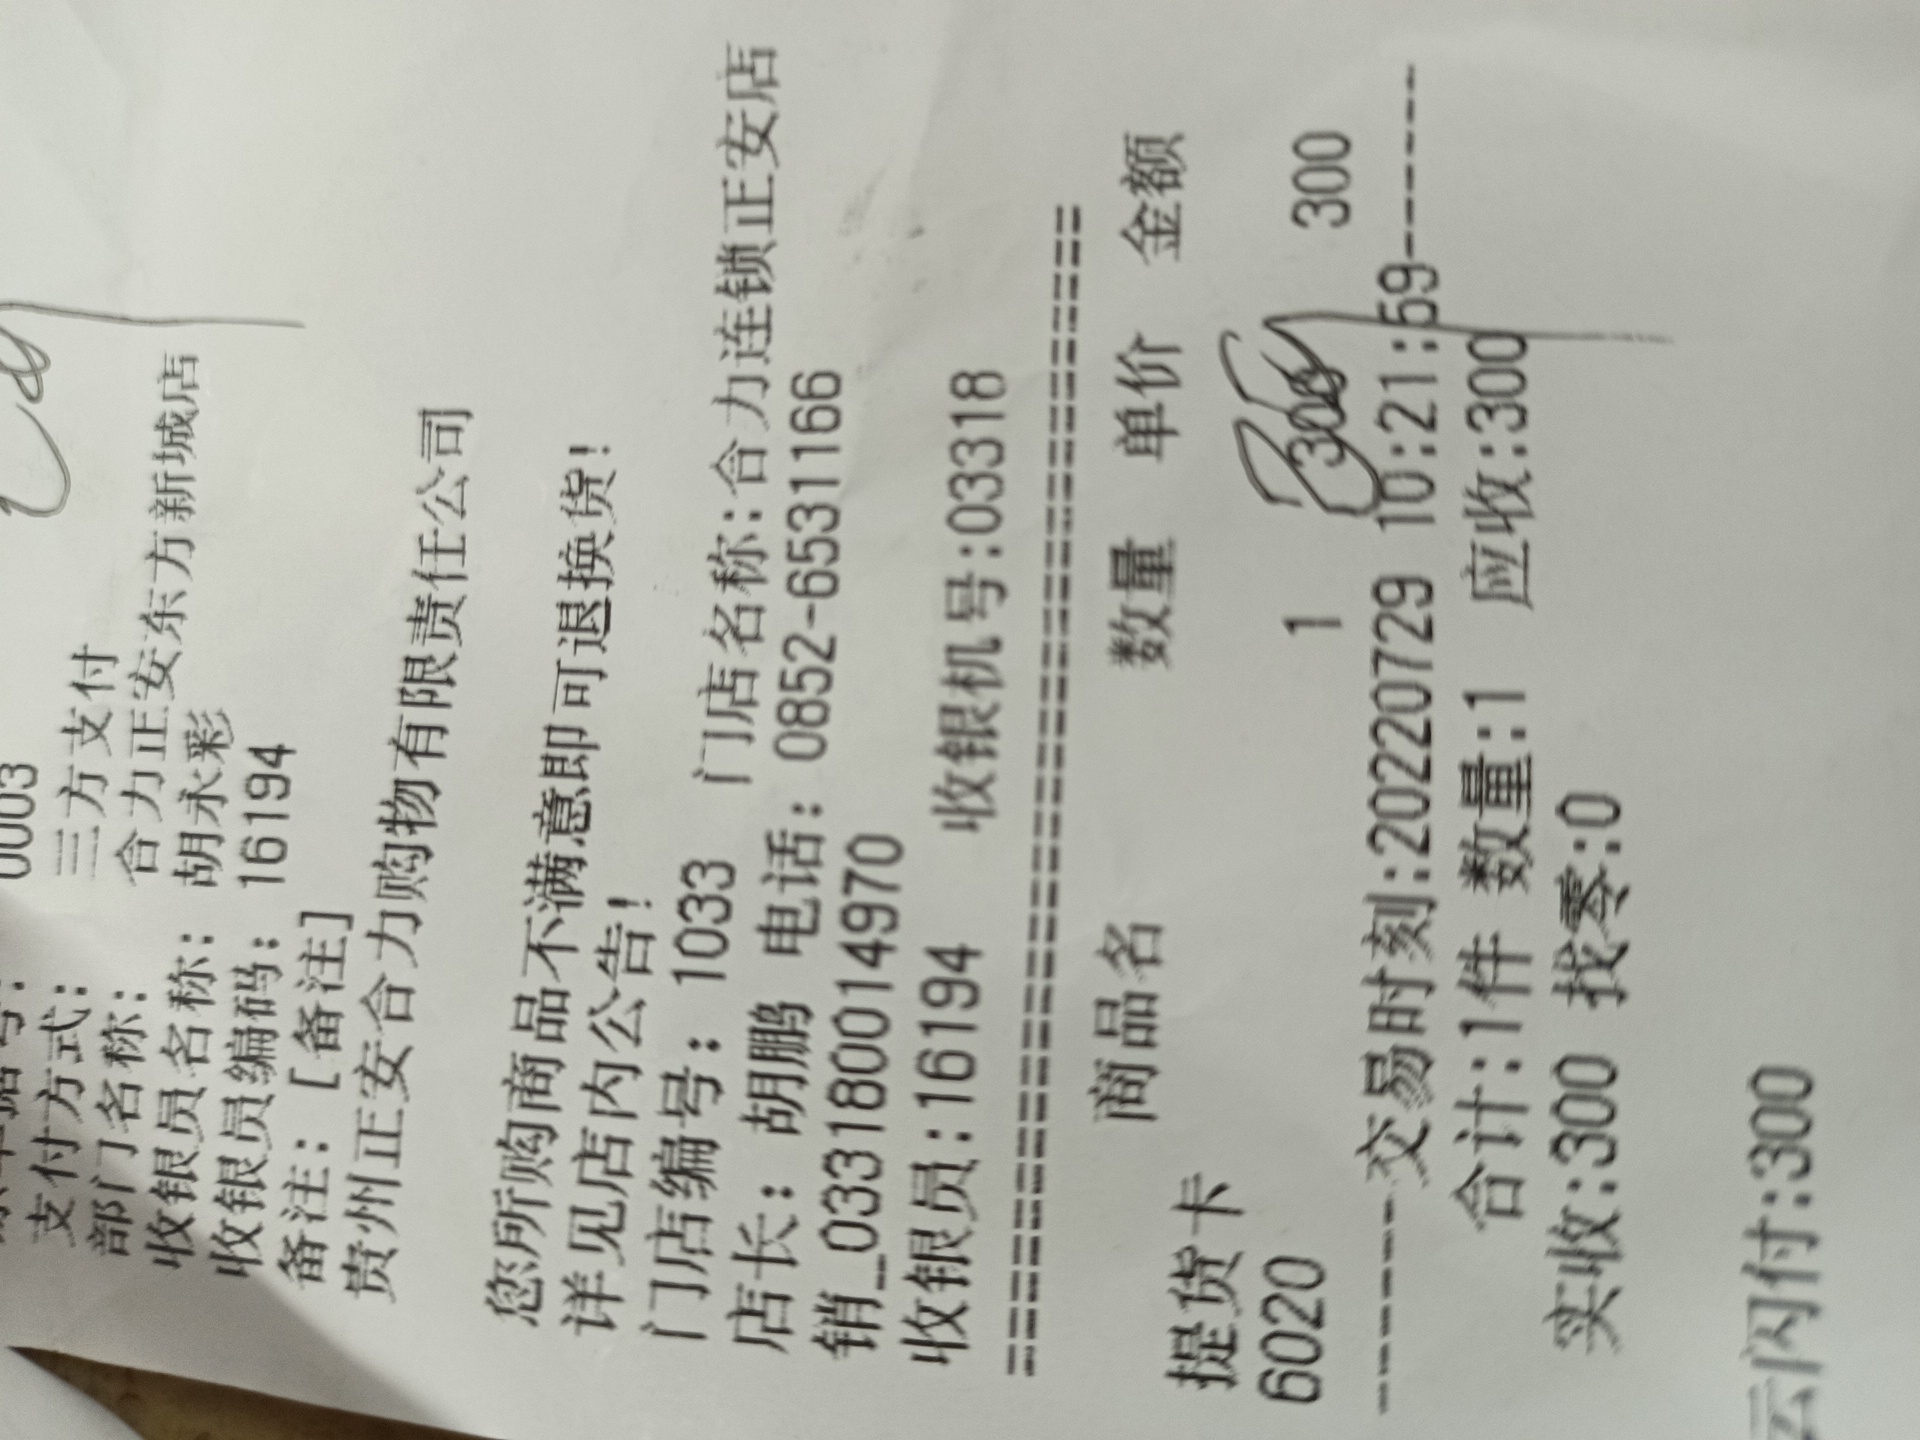 0003
支付方式： 三方支付
部门名称： 合力正安东方新城店
收银员名称： 胡永彩
收银员编码： 16194
备注： [备注]
贵州正安合力购物有限责任公司
您所购商品不满意即可退换货！
详见店内公告！
门店编号： 1033 门店名称：合力连锁正安店
店长： 胡鹏 电话： 0852-6531166
销_033180014970
收银员:16194 收银机号:03318
商品名 数量 单价 金额
提货卡
6020 1 300 300
--------交易时刻:20220729 10:21:59--------
合计:1件 数量:1 应收:300
实收:300 找零:0
云闪付:300